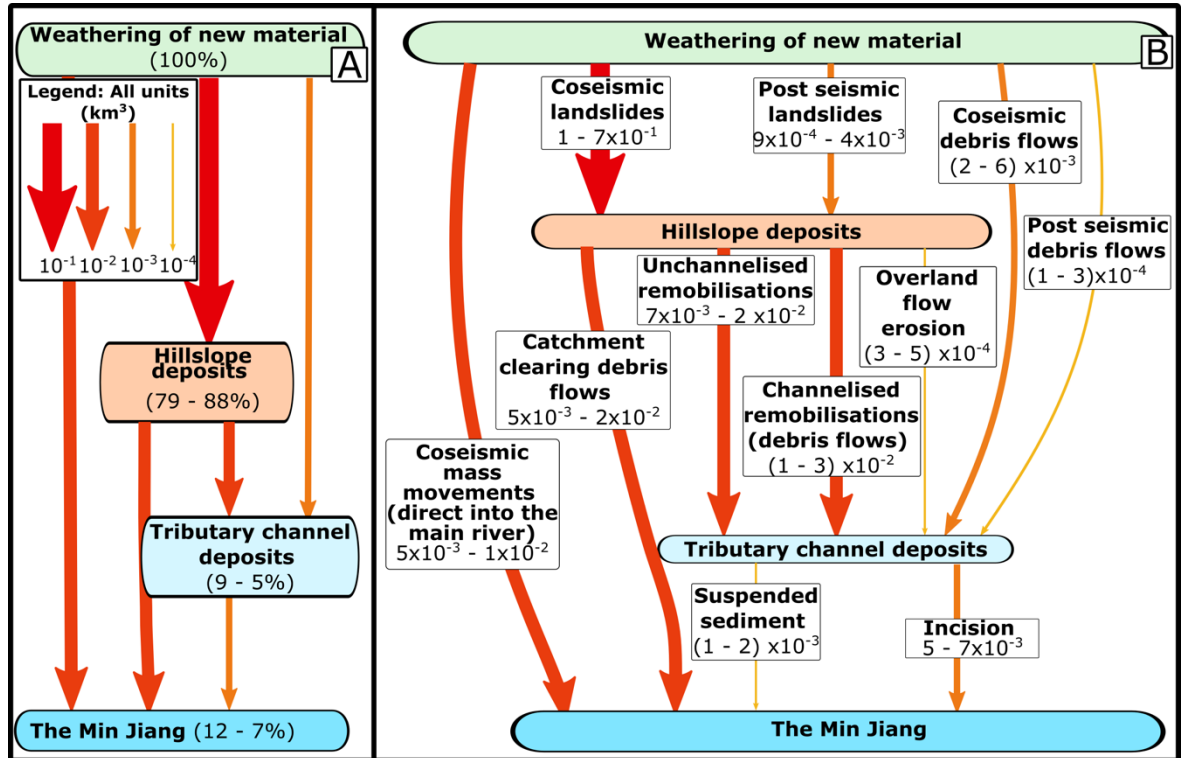 Weathering of new material
(100%)
A
Legend: All units
(km³)
10⁻¹ 10⁻² 10⁻³ 10⁻⁴
Hillslope
deposits
(79 - 88%)
Tributary channel
deposits
(9 - 5%)
The Min Jiang (12 - 7%)
B
Weathering of new material
Coseismic
landslides
1 - 7x10⁻¹
Post seismic
landslides
9x10⁻⁴ - 4x10⁻³
Coseismic
debris flows
(2 - 6) x10⁻³
Post seismic
debris flows
(1 - 3)x10⁻⁴
Hillslope deposits
Unchannelised
remobilisations
7x10⁻³ - 2 x10⁻²
Overland
flow
erosion
(3 - 5) x10⁻⁴
Catchment
clearing debris
flows
5x10⁻³ - 2x10⁻²
Channelised
remobilisations
(debris flows)
(1 - 3) x10⁻²
Coseismic
mass
movements
(direct into the
main river)
5x10⁻³ - 1x10⁻²
Tributary channel deposits
Suspended
sediment
(1 - 2) x10⁻³
Incision
5 - 7x10⁻³
The Min Jiang